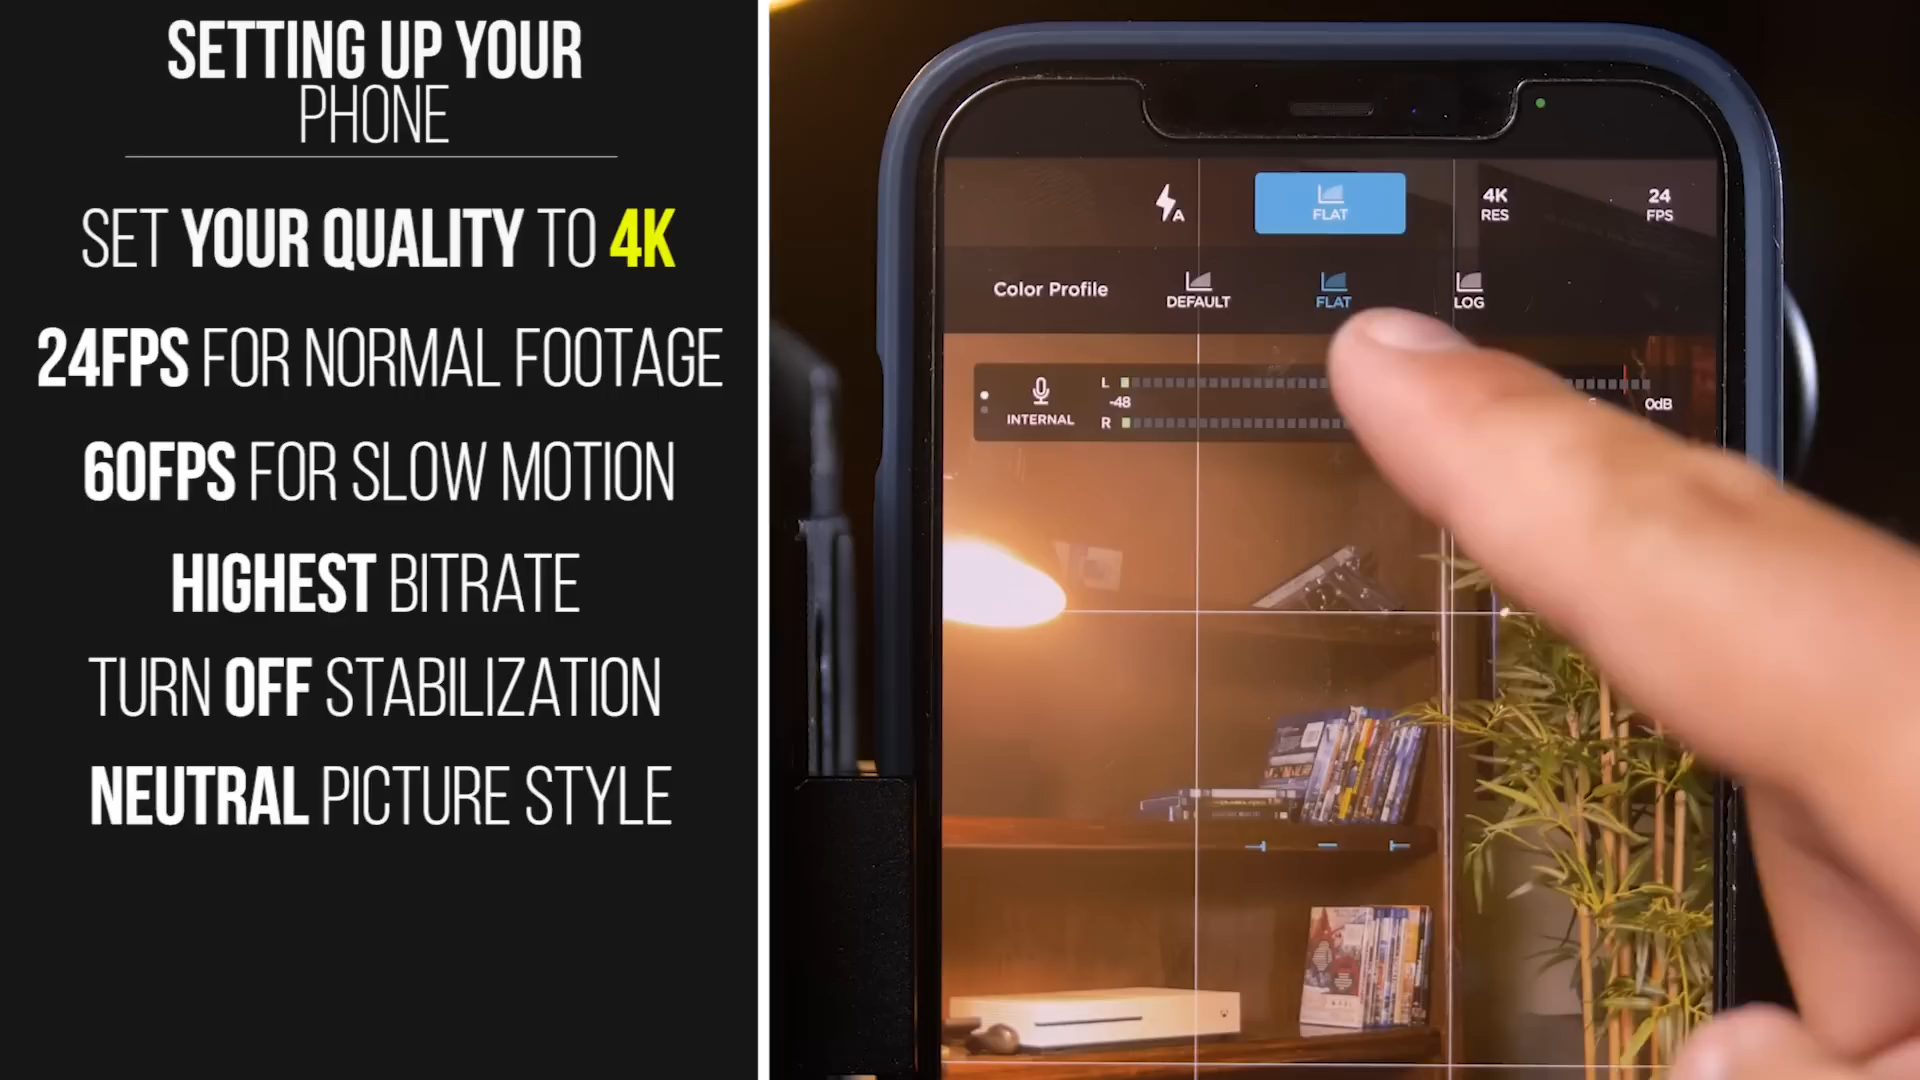 SETTING UP YOUR
PHONE
SET YOUR QUALITY TO 4K
24FPS FOR NORMAL FOOTAGE
60FPS FOR SLOW MOTION
HIGHEST BITRATE
TURN OFF STABILIZATION
NEUTRAL PICTURE STYLE
A
FLAT
4K
RES
24
FPS
Color Profile
DEFAULT
FLAT
LOG
INTERNAL
L
-48
0dB
R